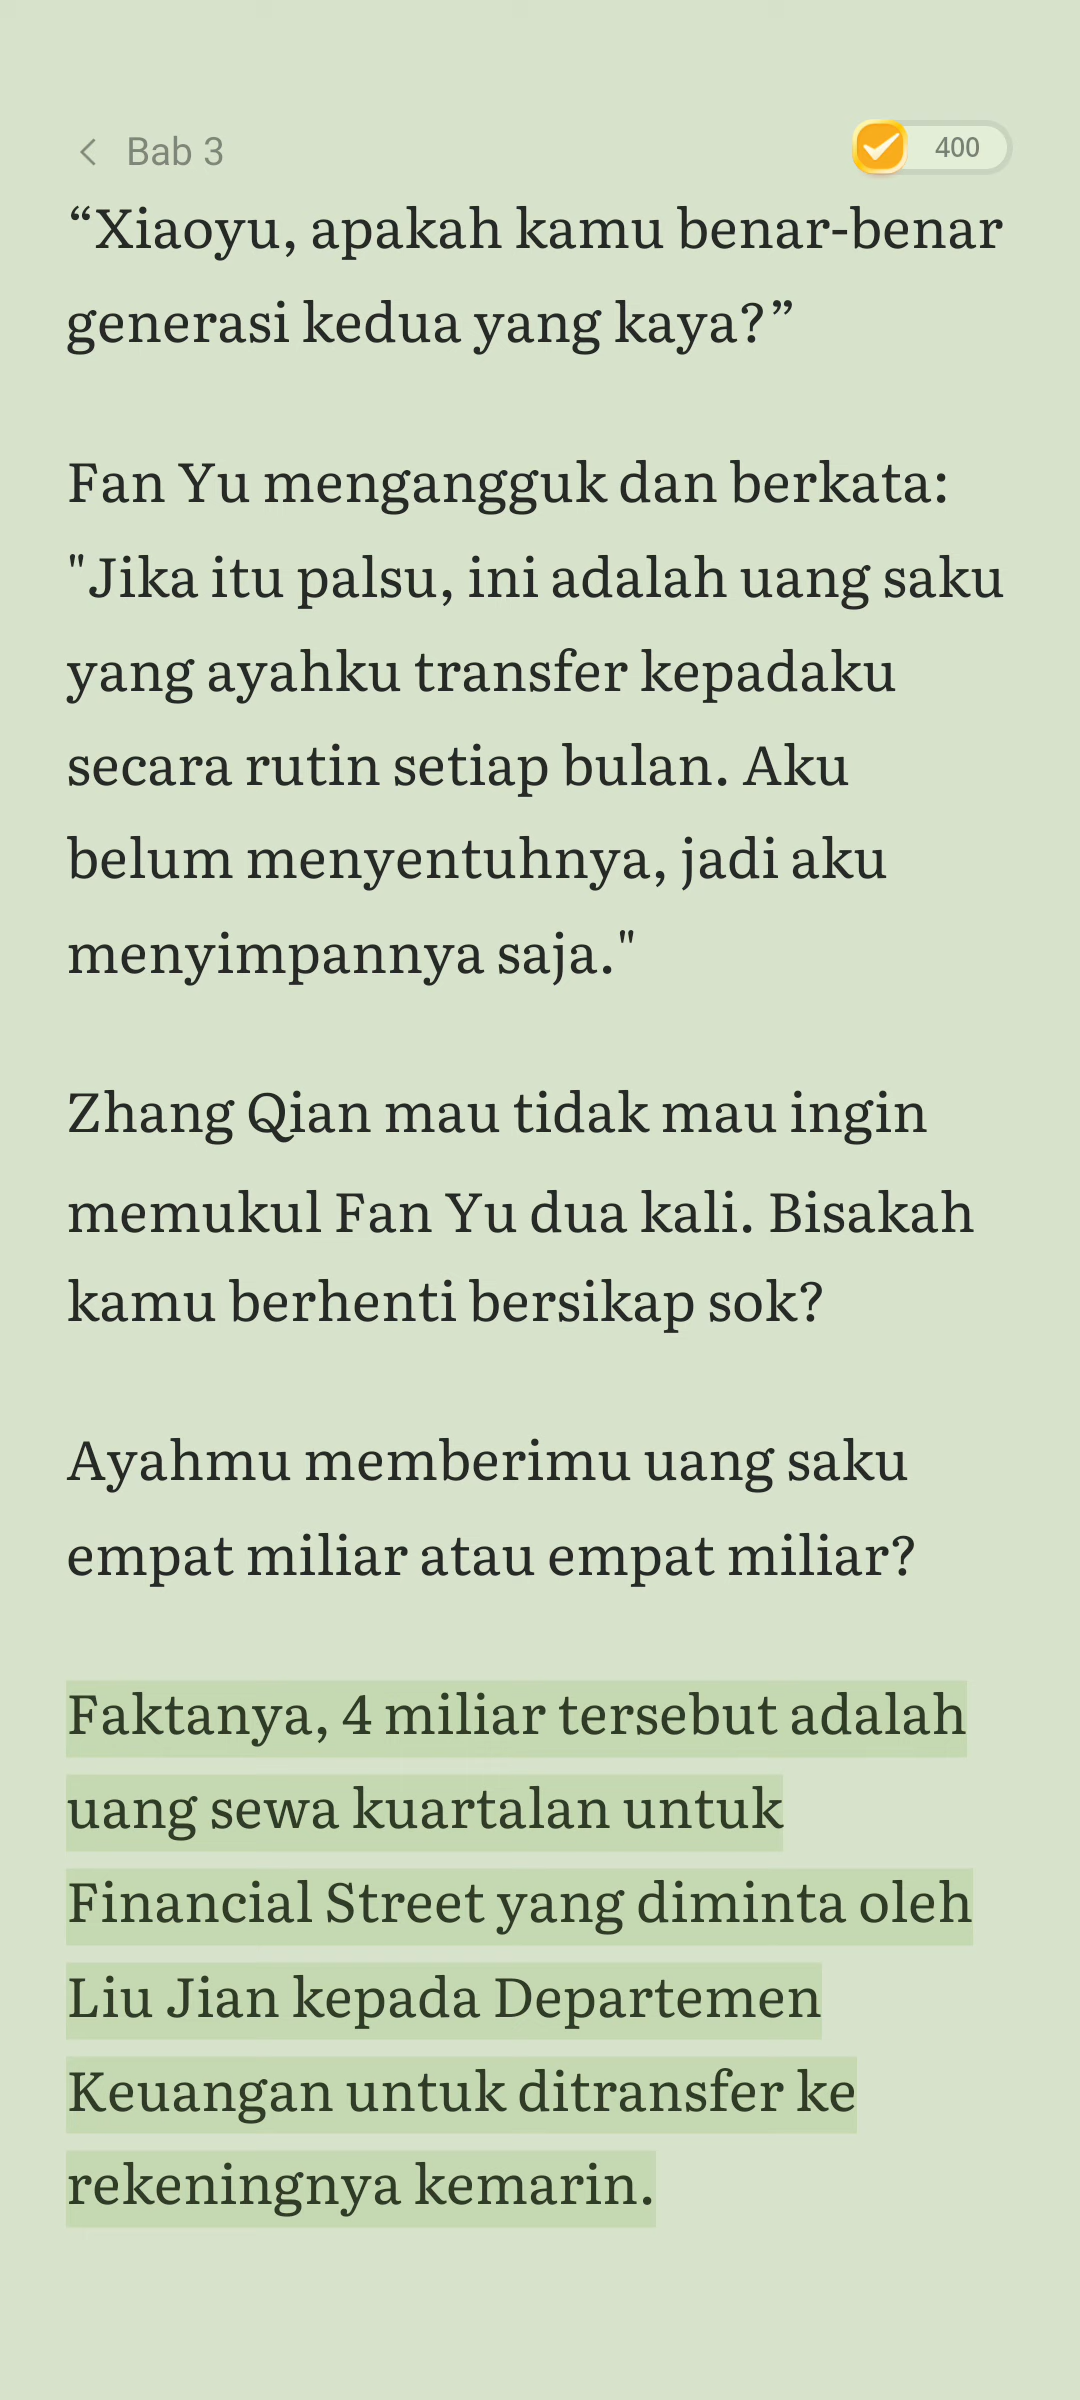 Bab 3
400
“Xiaoyu, apakah kamu benar-benar
generasi kedua yang kaya?”
Fan Yu mengangguk dan berkata:
"Jika itu palsu, ini adalah uang saku
yang ayahku transfer kepadaku
secara rutin setiap bulan. Aku
belum menyentuhnya, jadi aku
menyimpannya saja."
Zhang Qian mau tidak mau ingin
memukul Fan Yu dua kali. Bisakah
kamu berhenti bersikap sok?
Ayahmu memberimu uang saku
empat miliar atau empat miliar?
Faktanya, 4 miliar tersebut adalah
uang sewa kuartalan untuk
Financial Street yang diminta oleh
Liu Jian kepada Departemen
Keuangan untuk ditransfer ke
rekeningnya kemarin.